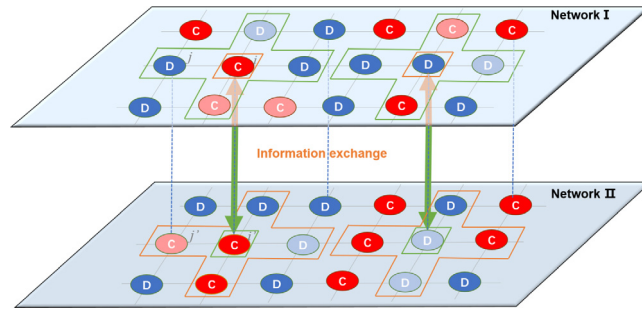 Network I
C D D C C
D j C i D D D D
C C D C D
Information exchange
Network II
D D D C D C
C j' C i' D C D C
D C D C D D